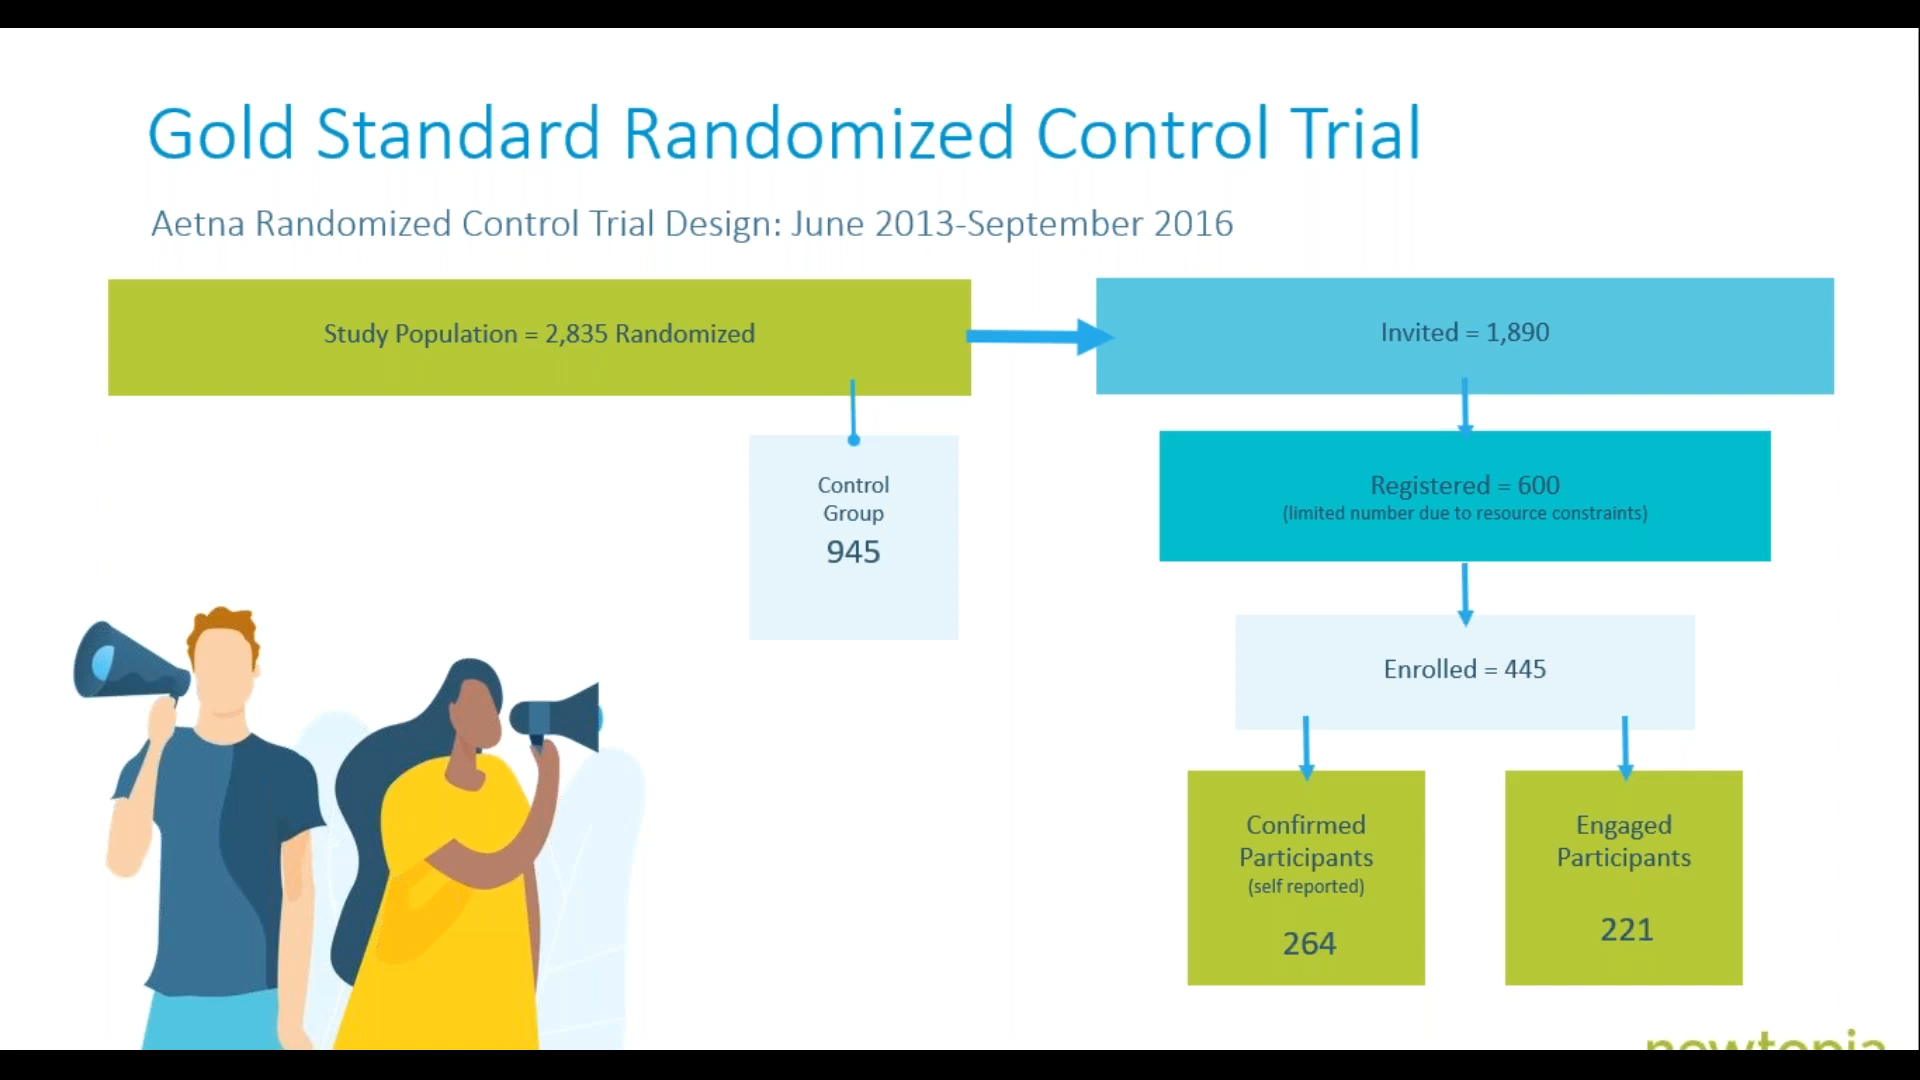 Gold Standard Randomized Control Trial
Aetna Randomized Control Trial Design: June 2013-September 2016
Study Population = 2,835 Randomized
Invited = 1,890
Control
Group
945
Registered = 600
(limited number due to resource constraints)
Enrolled = 445
Confirmed
Participants
(self reported)
264
Engaged
Participants
221
newtopia